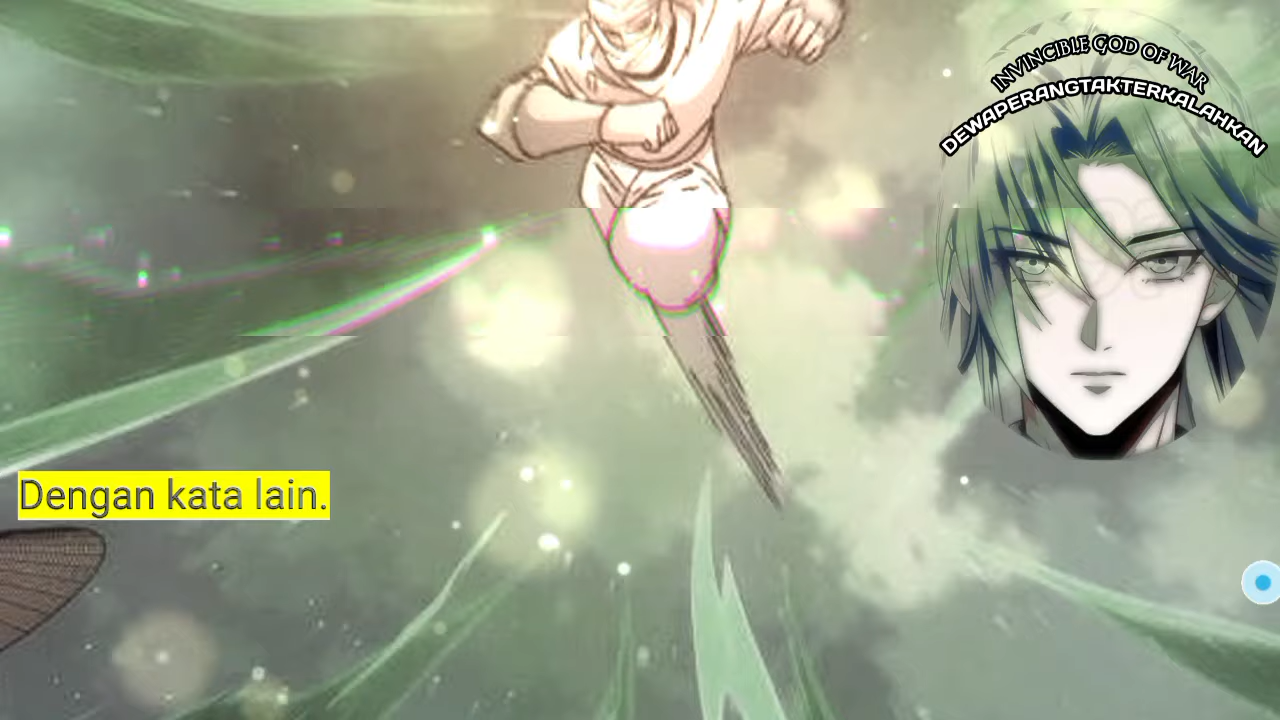 INVINCIBLE GOD OF WAR
DEWAPERANGTAKTERKALAHKAN
Dengan kata lain.